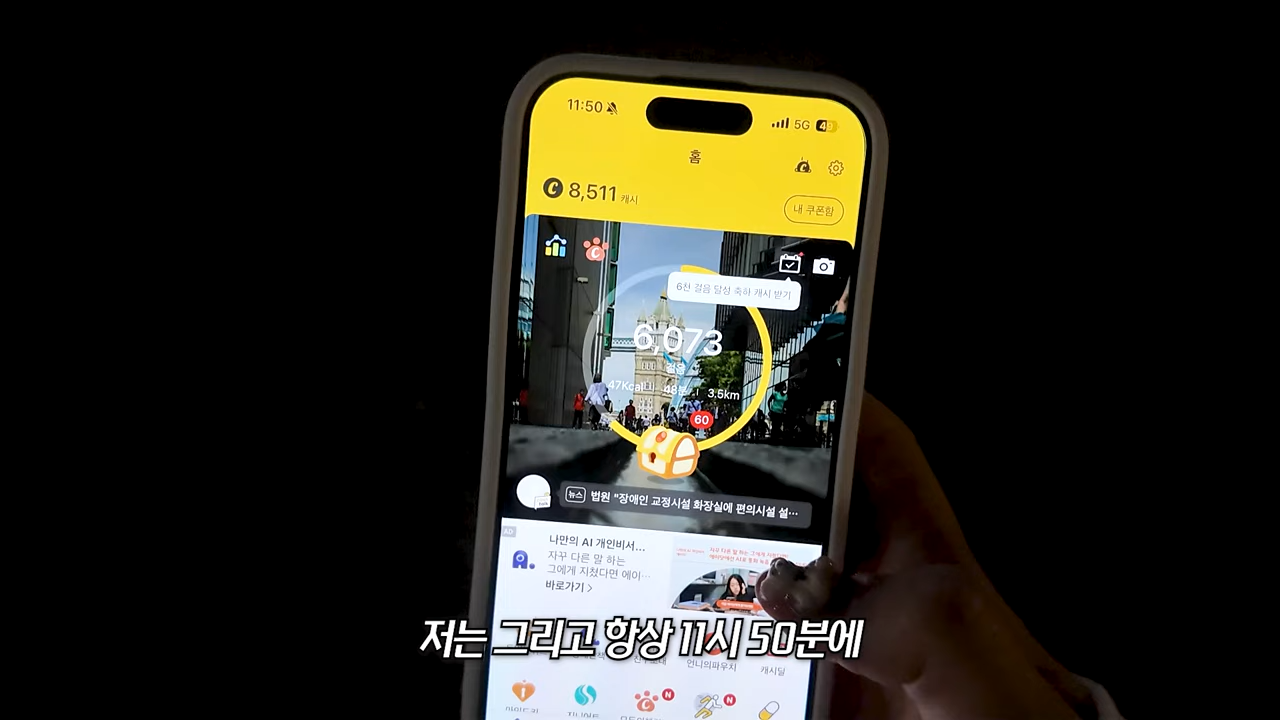 11:50
5G 49
홈
8,511 캐시
내 쿠폰함
6천 걸음 달성 축하 캐시 받기
6,073
걸음
47Kcal | 48분 | 3.5km
60
뉴스 법원 "장애인 교정시설 화장실에 편의시설 설…
AD
나만의 AI 개인비서...
자꾸 다른 말 하는
그에게 지쳤다면 에이…
바로가기 >
저는 그리고 항상 11시 50분에
언니의파우치
캐시딜
N
N